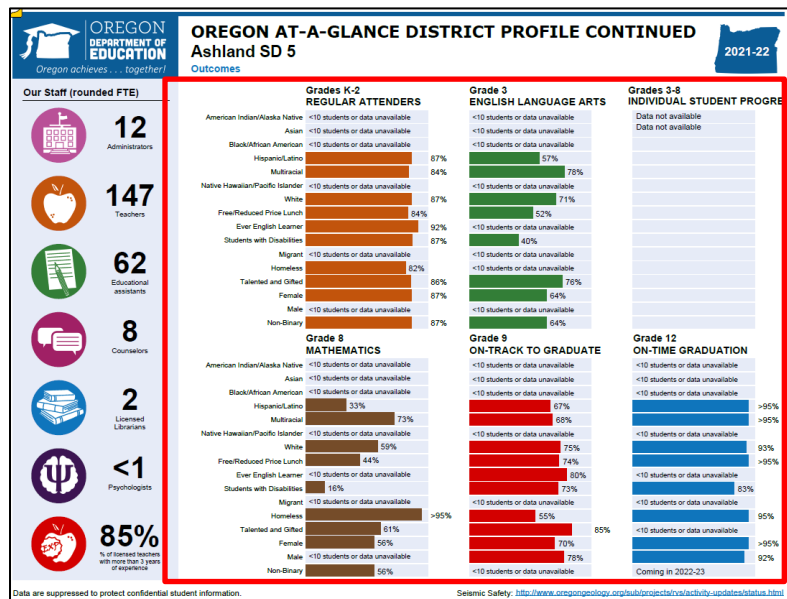 OREGON
DEPARTMENT OF
EDUCATION
Oregon achieves . . . together!
OREGON AT-A-GLANCE DISTRICT PROFILE CONTINUED
Ashland SD 5
Outcomes
2021-22
Our Staff (rounded FTE)
12
Administrators
147
Teachers
62
Educational
assistants
8
Counselors
2
Licensed
Librarians
<1
Psychologists
EXP
85%
% of licensed teachers
with more than 3 years
of experience
Grades K-2
REGULAR ATTENDERS
American Indian/Alaska Native <10 students or data unavailable
Asian <10 students or data unavailable
Black/African American <10 students or data unavailable
Hispanic/Latino 87%
Multiracial 84%
Native Hawaiian/Pacific Islander <10 students or data unavailable
White 87%
Free/Reduced Price Lunch 84%
Ever English Learner 92%
Students with Disabilities 87%
Migrant <10 students or data unavailable
Homeless 82%
Talented and Gifted 86%
Female 87%
Male <10 students or data unavailable
Non-Binary 87%
Grade 3
ENGLISH LANGUAGE ARTS
<10 students or data unavailable
<10 students or data unavailable
<10 students or data unavailable
57%
78%
<10 students or data unavailable
71%
52%
<10 students or data unavailable
40%
<10 students or data unavailable
<10 students or data unavailable
76%
64%
<10 students or data unavailable
64%
Grades 3-8
INDIVIDUAL STUDENT PROGRE
Data not available
Data not available
Grade 8
MATHEMATICS
American Indian/Alaska Native <10 students or data unavailable
Asian <10 students or data unavailable
Black/African American <10 students or data unavailable
Hispanic/Latino 33%
Multiracial 73%
Native Hawaiian/Pacific Islander <10 students or data unavailable
White 59%
Free/Reduced Price Lunch 44%
Ever English Learner <10 students or data unavailable
Students with Disabilities 16%
Migrant <10 students or data unavailable
Homeless >95%
Talented and Gifted 61%
Female 56%
Male <10 students or data unavailable
Non-Binary 56%
Grade 9
ON-TRACK TO GRADUATE
<10 students or data unavailable
<10 students or data unavailable
<10 students or data unavailable
67%
68%
<10 students or data unavailable
75%
74%
80%
73%
<10 students or data unavailable
55%
85%
70%
78%
<10 students or data unavailable
Grade 12
ON-TIME GRADUATION
<10 students or data unavailable
<10 students or data unavailable
<10 students or data unavailable
>95%
>95%
<10 students or data unavailable
93%
>95%
<10 students or data unavailable
83%
<10 students or data unavailable
95%
<10 students or data unavailable
>95%
92%
Coming in 2022-23
Data are suppressed to protect confidential student information.
Seismic Safety: http://www.oregongeology.org/sub/projects/rvs/activity-updates/status.html